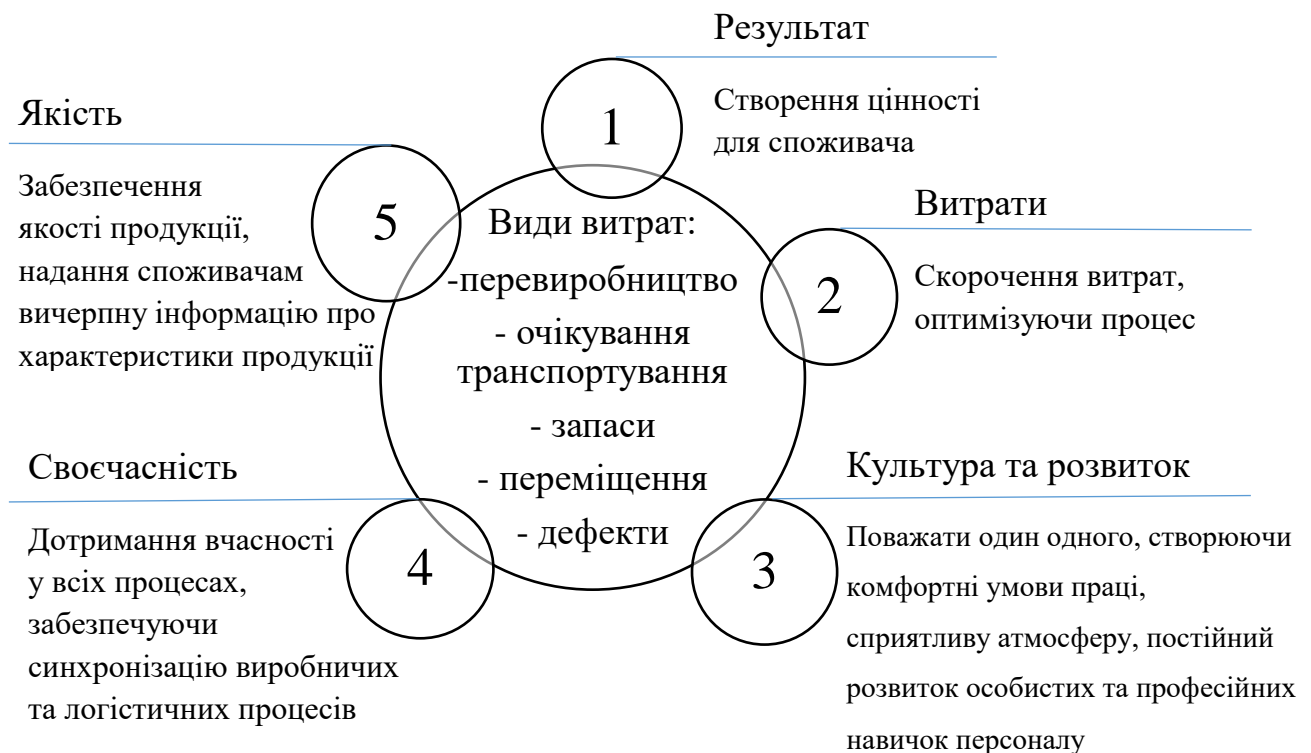 Результат
1
Створення цінності
для споживача
Витрати
2
Скорочення витрат,
оптимізуючи процес
Культура та розвиток
3
Поважати один одного, створюючи
комфортні умови праці,
сприятливу атмосферу, постійний
розвиток особистих та професійних
навичок персоналу
Своєчасність
4
Дотримання вчасності
у всіх процесах,
забезпечуючи
синхронізацію виробничих
та логістичних процесів
Якість
5
Забезпечення
якості продукції,
надання споживачам
вичерпну інформацію про
характеристики продукції
Види витрат:
-перевиробництво
- очікування
транспортування
- запаси
- переміщення
- дефекти